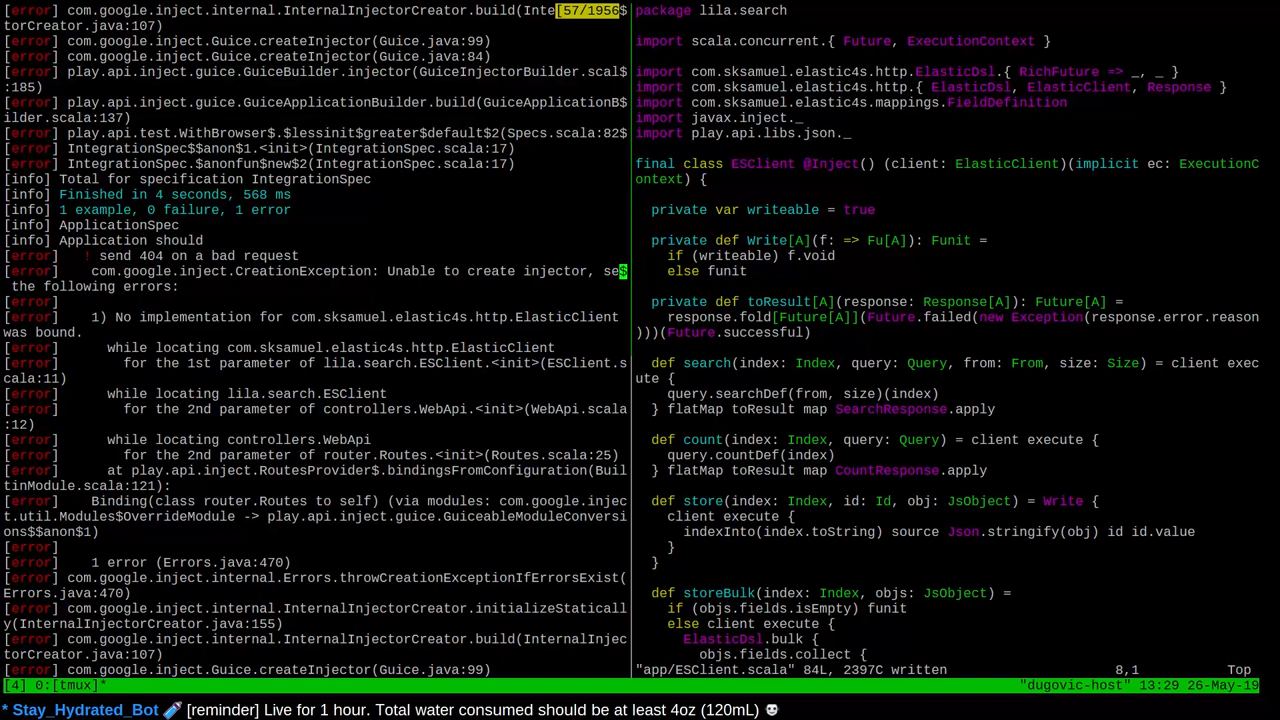 [error] com.google.inject.internal.InternalInjectorCreator.build(Inte[57/1956$
torCreator.java:107)
[error] com.google.inject.Guice.createInjector(Guice.java:99)
[error] com.google.inject.Guice.createInjector(Guice.java:84)
[error] play.api.inject.guice.GuiceBuilder.injector(GuiceInjectorBuilder.scal$
:185)
[error] play.api.inject.guice.GuiceApplicationBuilder.build(GuiceApplicationB$
ilder.scala:137)
[error] play.api.test.WithBrowser$.$lessinit$greater$default$2(Specs.scala:82$
[error] IntegrationSpec$$anon$1.<init>(IntegrationSpec.scala:17)
[error] IntegrationSpec.$anonfun$new$2(IntegrationSpec.scala:17)
[info] Total for specification IntegrationSpec
[info] Finished in 4 seconds, 568 ms
[info] 1 example, 0 failure, 1 error
[info] ApplicationSpec
[info] Application should
[error]   ! send 404 on a bad request
[error]    com.google.inject.CreationException: Unable to create injector, se$
 the following errors:
[error]
[error]    1) No implementation for com.sksamuel.elastic4s.http.ElasticClient
was bound.
[error]      while locating com.sksamuel.elastic4s.http.ElasticClient
[error]        for the 1st parameter of lila.search.ESClient.<init>(ESClient.s
cala:11)
[error]      while locating lila.search.ESClient
[error]        for the 2nd parameter of controllers.WebApi.<init>(WebApi.scala
:12)
[error]      while locating controllers.WebApi
[error]        for the 2nd parameter of router.Routes.<init>(Routes.scala:25)
[error]      at play.api.inject.RoutesProvider$.bindingsFromConfiguration(Buil
tinModule.scala:121):
[error]    Binding(class router.Routes to self) (via modules: com.google.injec
t.util.Modules$OverrideModule -> play.api.inject.guice.GuiceableModuleConversi
ons$$anon$1)
[error]
[error]    1 error (Errors.java:470)
[error] com.google.inject.internal.Errors.throwCreationExceptionIfErrorsExist(
Errors.java:470)
[error] com.google.inject.internal.InternalInjectorCreator.initializeStaticall
y(InternalInjectorCreator.java:155)
[error] com.google.inject.internal.InternalInjectorCreator.build(InternalInjec
torCreator.java:107)
[error] com.google.inject.Guice.createInjector(Guice.java:99)
package lila.search
import scala.concurrent.{ Future, ExecutionContext }
import com.sksamuel.elastic4s.http.ElasticDsl.{ RichFuture => _, _ }
import com.sksamuel.elastic4s.http.{ ElasticDsl, ElasticClient, Response }
import com.sksamuel.elastic4s.mappings.FieldDefinition
import javax.inject._
import play.api.libs.json._
final class ESClient @Inject() (client: ElasticClient)(implicit ec: ExecutionC
ontext) {
  private var writeable = true
  private def Write[A](f: => Fu[A]): Funit =
    if (writeable) f.void
    else funit
  private def toResult[A](response: Response[A]): Future[A] =
    response.fold[Future[A]](Future.failed(new Exception(response.error.reason
)))(Future.successful)
  def search(index: Index, query: Query, from: From, size: Size) = client exec
ute {
    query.searchDef(from, size)(index)
  } flatMap toResult map SearchResponse.apply
  def count(index: Index, query: Query) = client execute {
    query.countDef(index)
  } flatMap toResult map CountResponse.apply
  def store(index: Index, id: Id, obj: JsObject) = Write {
    client execute {
      indexInto(index.toString) source Json.stringify(obj) id id.value
    }
  }
  def storeBulk(index: Index, objs: JsObject) =
    if (objs.fields.isEmpty) funit
    else client execute {
      ElasticDsl.bulk {
        objs.fields.collect {
"app/ESClient.scala" 84L, 2397C written 8,1 Top
[4] 0:[tmux]* "dugovic-host" 13:29 26-May-19
* Stay_Hydrated_Bot [reminder] Live for 1 hour. Total water consumed should be at least 4oz (120mL)